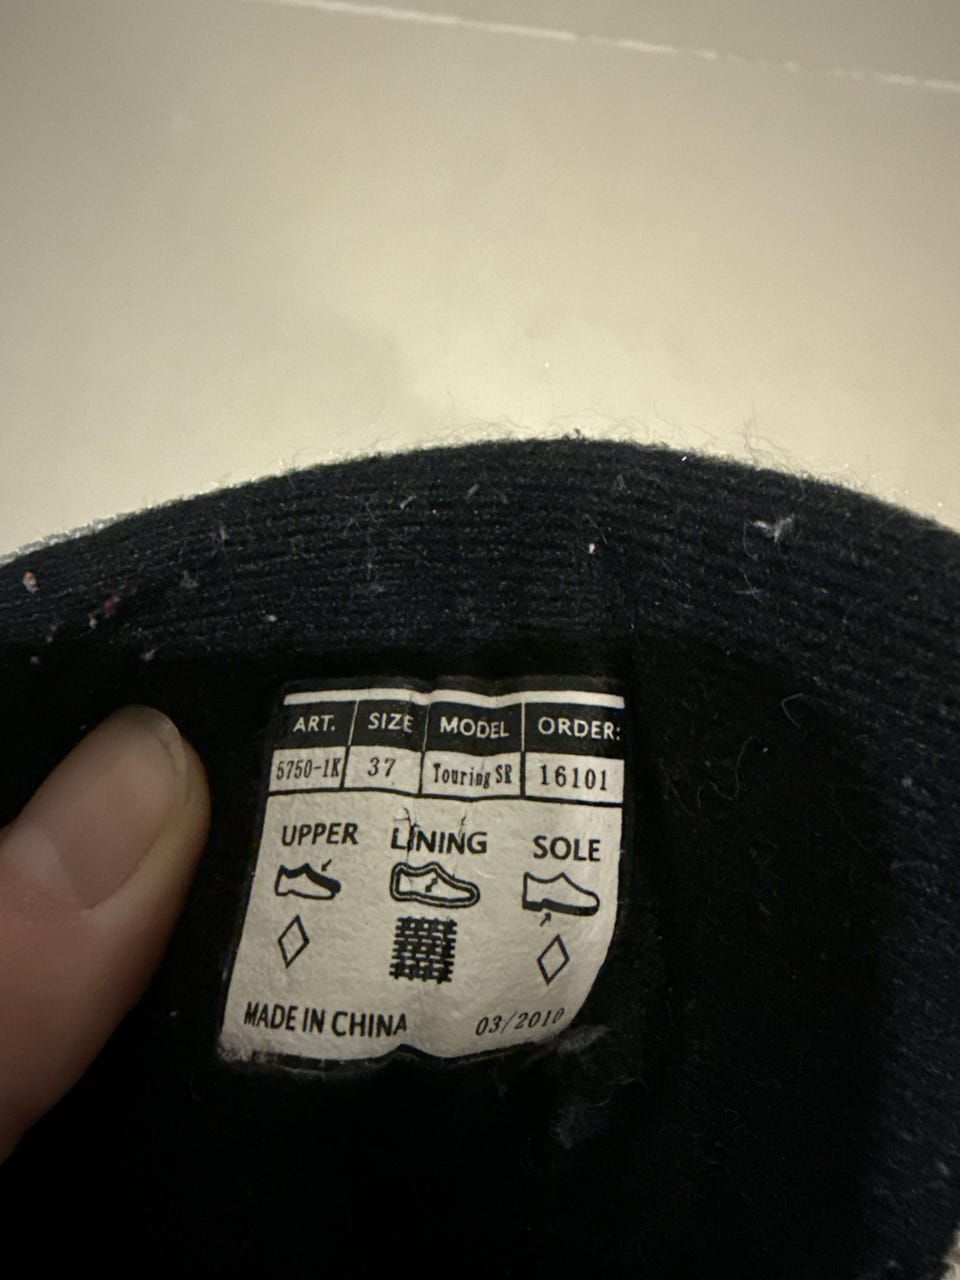 ART. SIZE MODEL ORDER:
5750-1K 37 Touring SR 16101
UPPER LINING SOLE
MADE IN CHINA 03/2010